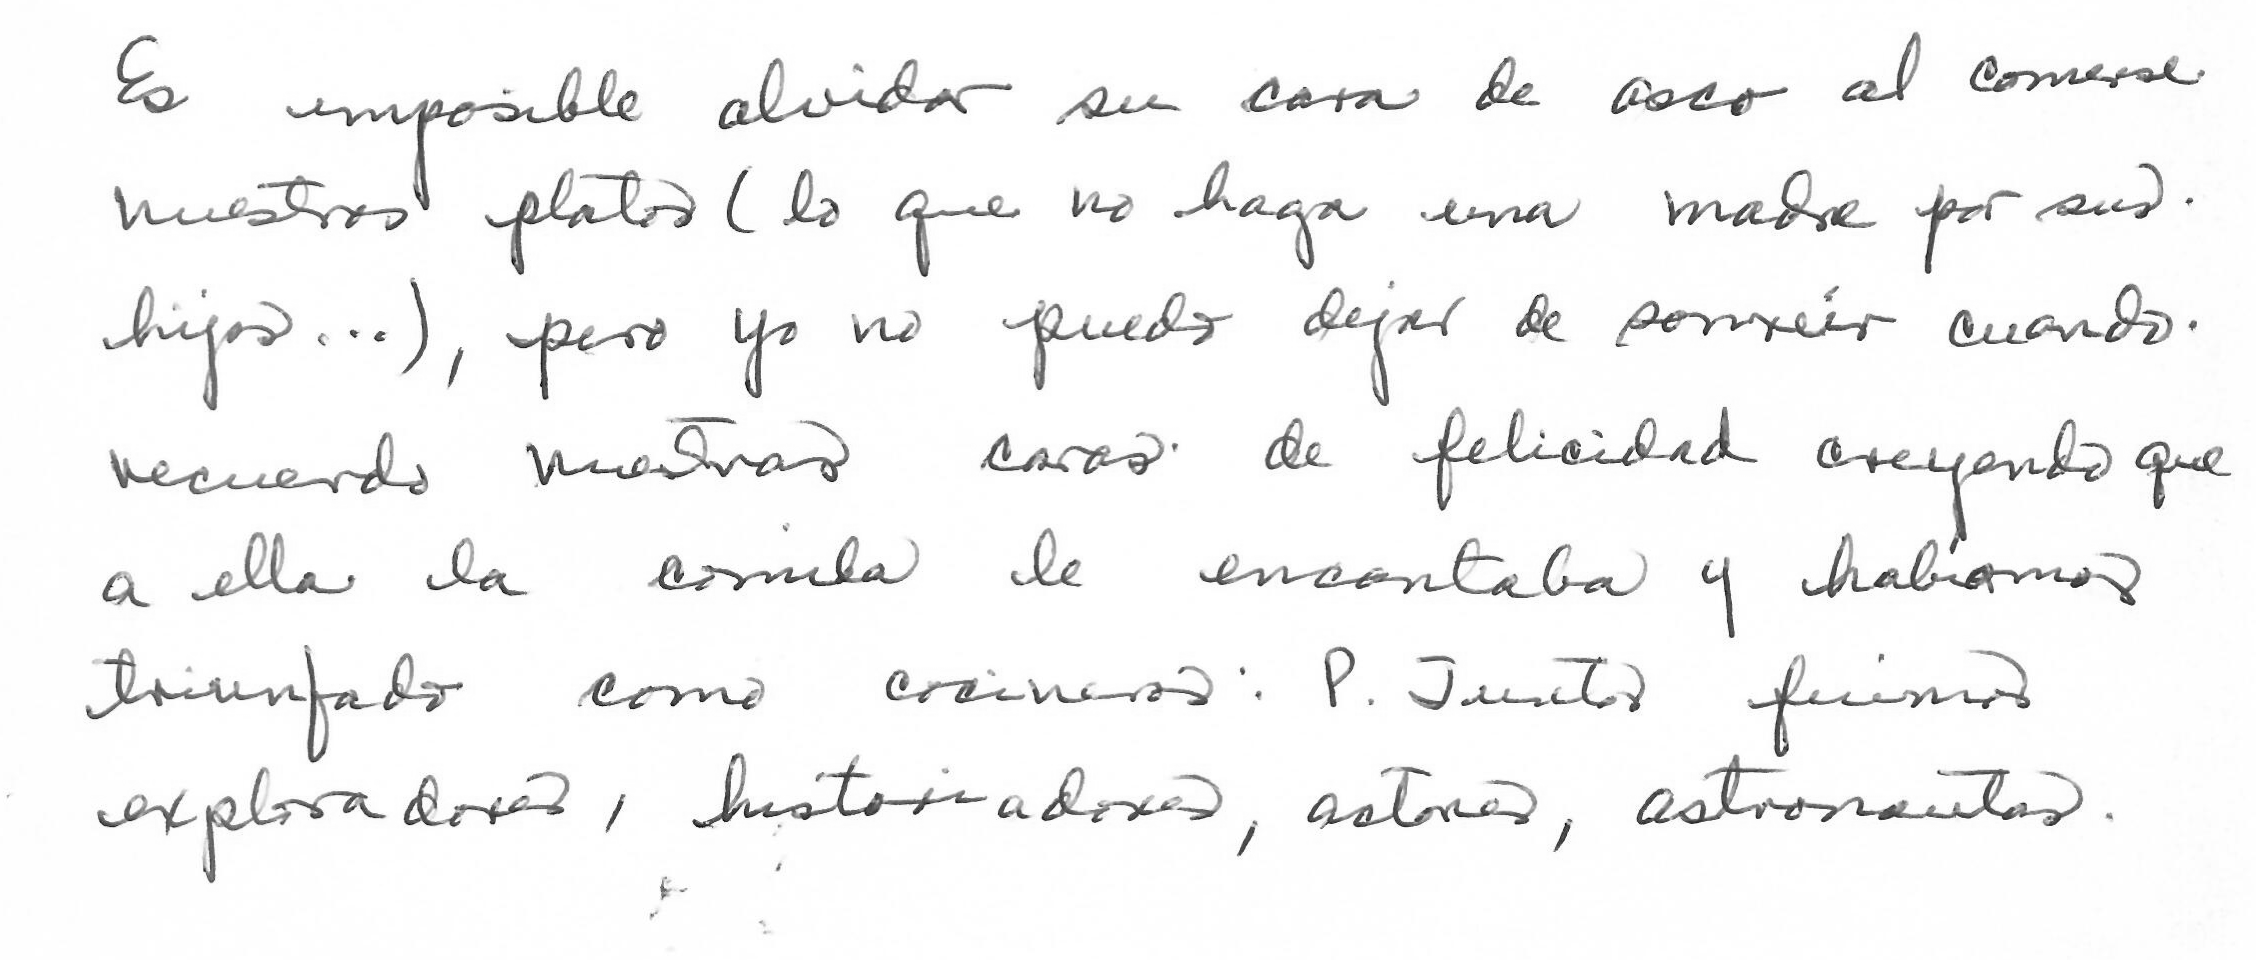 Es imposible olvidar su cara de asco al comerse
nuestros platos (lo que no haga una madre por sus
hijos...), pero yo no puedo dejar de sonreír cuando
recuerdo nuestras caras de felicidad creyendo que
a ella la comida le encantaba y habíamos
triunfado como cocineros: P. Juntos fuimos
exploradores, historiadores, actores, astronautas.